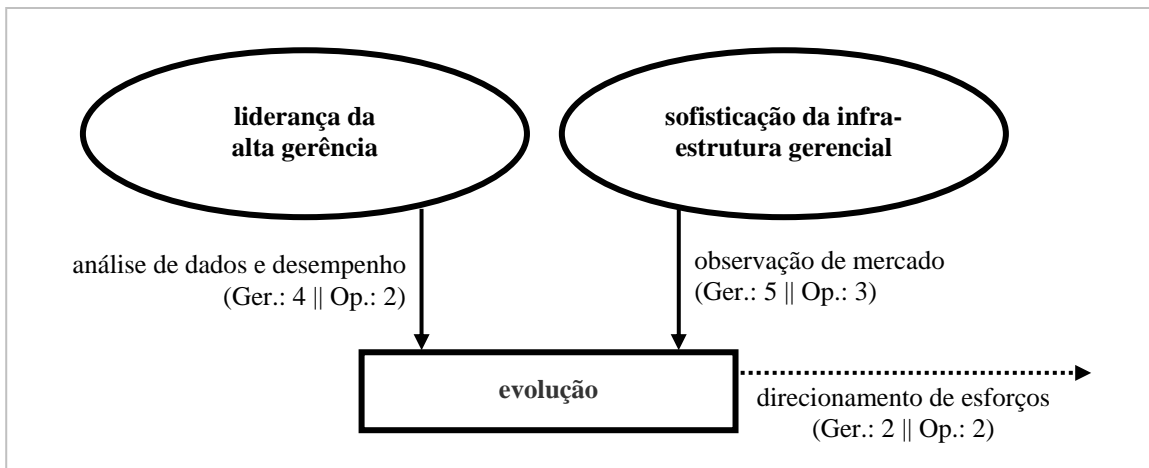 liderança da
alta gerência
sofisticação da infra-
estrutura gerencial
análise de dados e desempenho
(Ger.: 4 || Op.: 2)
observação de mercado
(Ger.: 5 || Op.: 3)
evolução
direcionamento de esforços
(Ger.: 2 || Op.: 2)